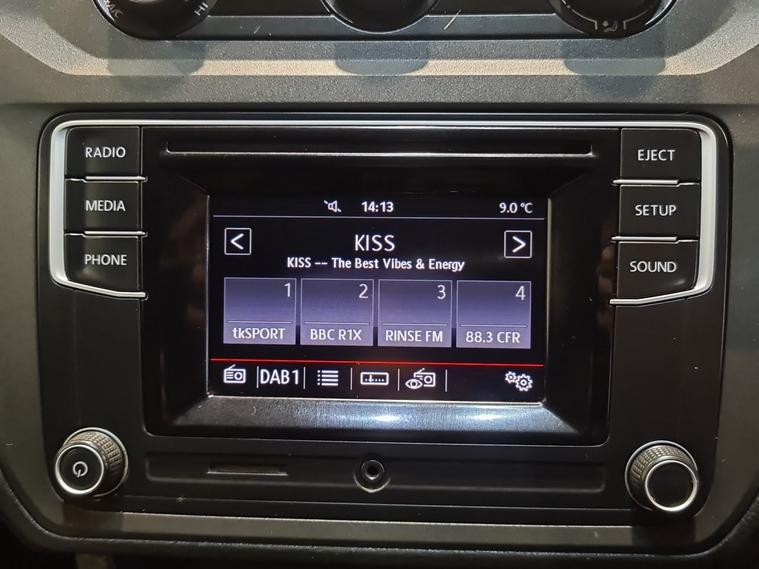 A/C
HI
RADIO
MEDIA
PHONE
EJECT
SETUP
SOUND
14:13
9.0 °C
<
KISS
>
KISS -- The Best Vibes & Energy
1
2
3
4
tkSPORT
BBC R1X
RINSE FM
88.3 CFR
DAB1